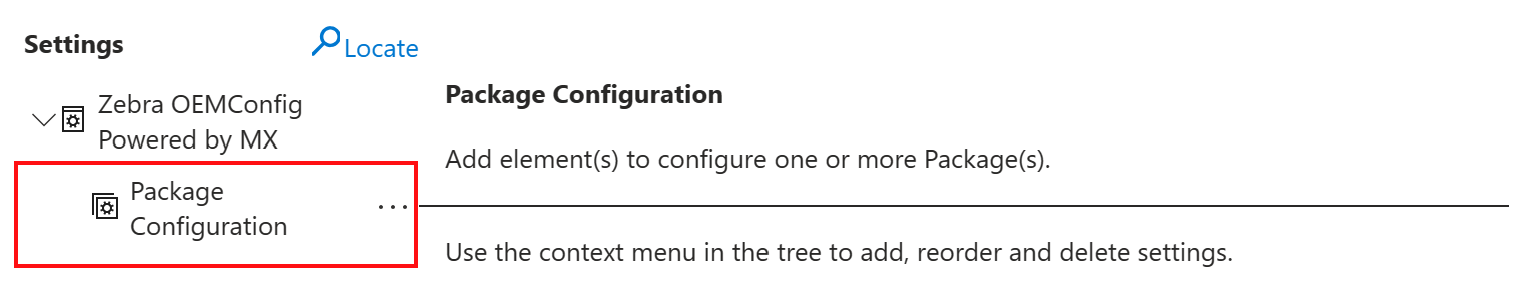 Settings
Locate
Zebra OEMConfig
Powered by MX
Package
Configuration
...
Package Configuration
Add element(s) to configure one or more Package(s).
Use the context menu in the tree to add, reorder and delete settings.